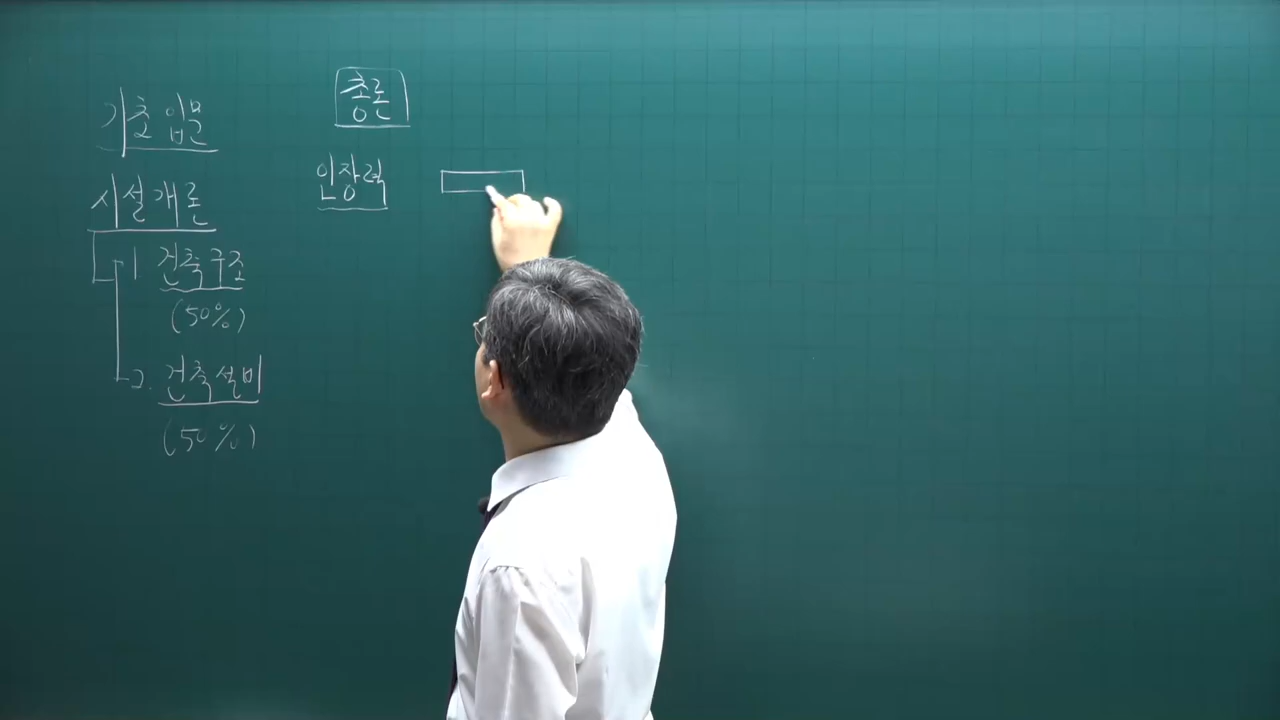 기초입문
시설개론
1 건축구조
(50%)
2. 건축설비
(50%)
총론
인장력